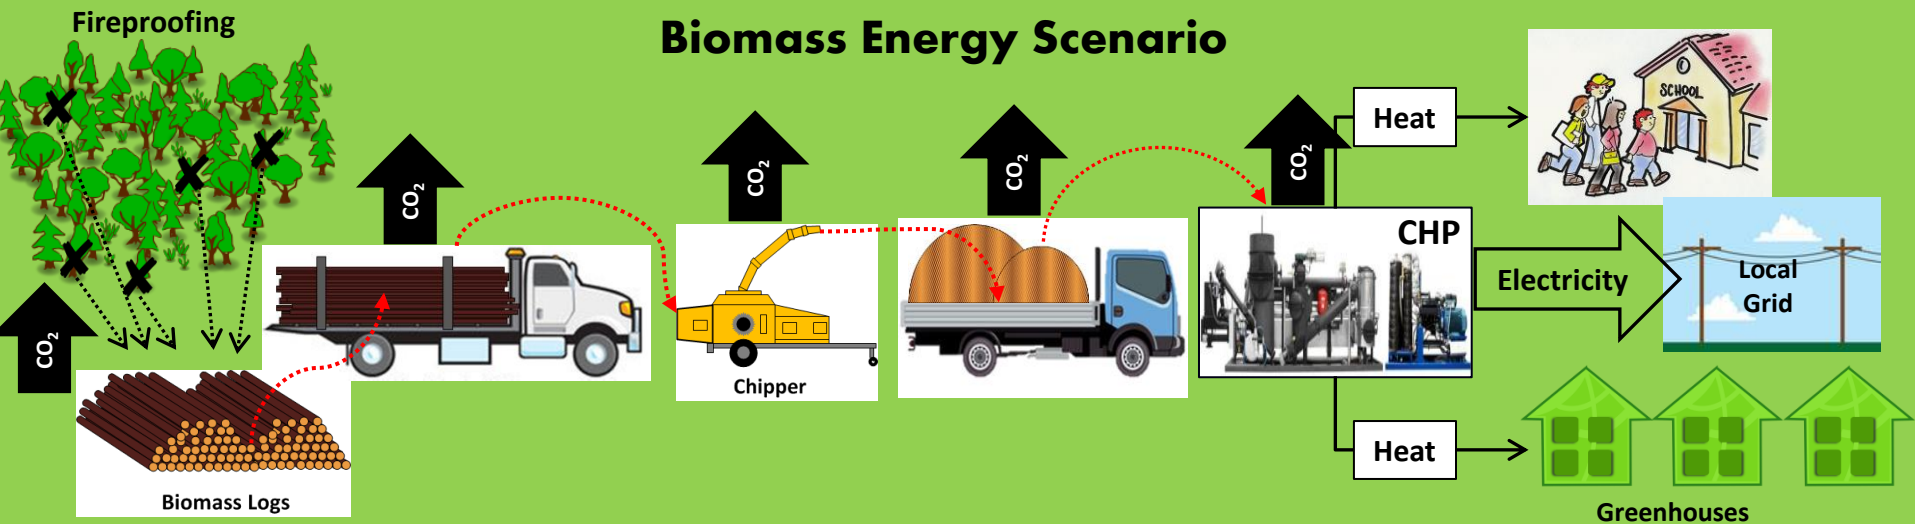 Fireproofing
Biomass Energy Scenario
CO₂
CO₂
CO₂
CO₂
CO₂
Heat
SCHOOL
CHP
Electricity
Local
Grid
Chipper
Biomass Logs
Heat
Greenhouses